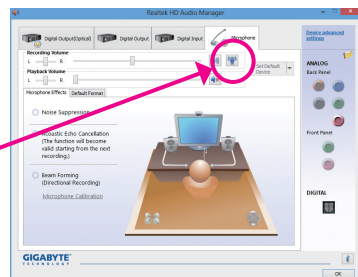 Realtek HD Audio Manager
Digital Output(Optical)
Digital Output
Digital Input
Microphone
Device advanced
settings
Recording Volume
L
R
Set Default
Device
Playback Volume
L
R
ANALOG
Back Panel
Microphone Effects
Default Format
Noise Suppression
Acoustic Echo Cancellation
(The function will become
valid starting from the next
recording.)
Front Panel
Beam Forming
(Directional Recording)
Microphone Calibration
DIGITAL
GIGABYTE
TECHNOLOGY
OK